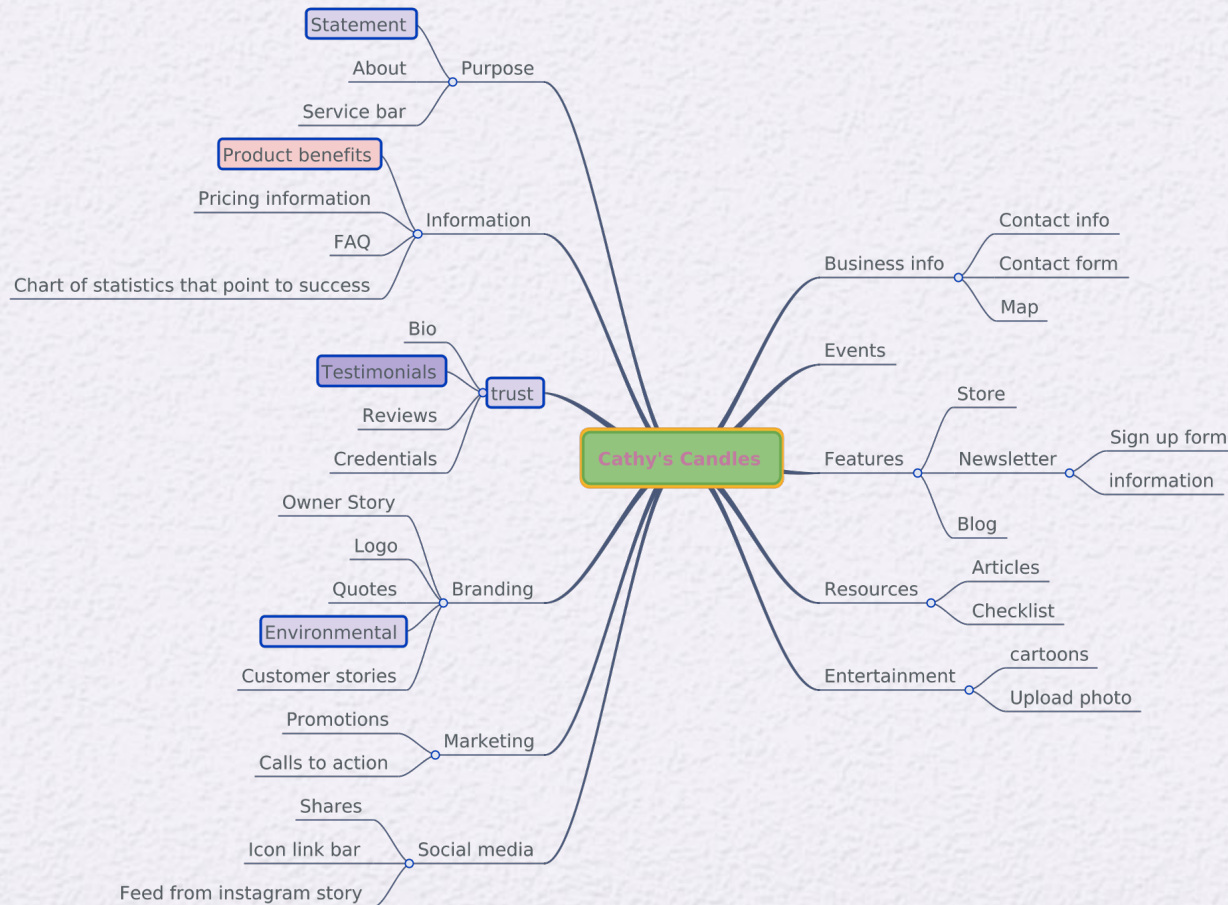 Statement
About
Service bar
Purpose
Product benefits
Pricing information
FAQ
Chart of statistics that point to success
Information
Bio
Testimonials
Reviews
Credentials
trust
Owner Story
Logo
Quotes
Environmental
Customer stories
Branding
Promotions
Calls to action
Marketing
Shares
Icon link bar
Feed from instagram story
Social media
Cathy's Candles
Business info
Contact info
Contact form
Map
Events
Features
Store
Newsletter
Sign up form
information
Blog
Resources
Articles
Checklist
Entertainment
cartoons
Upload photo